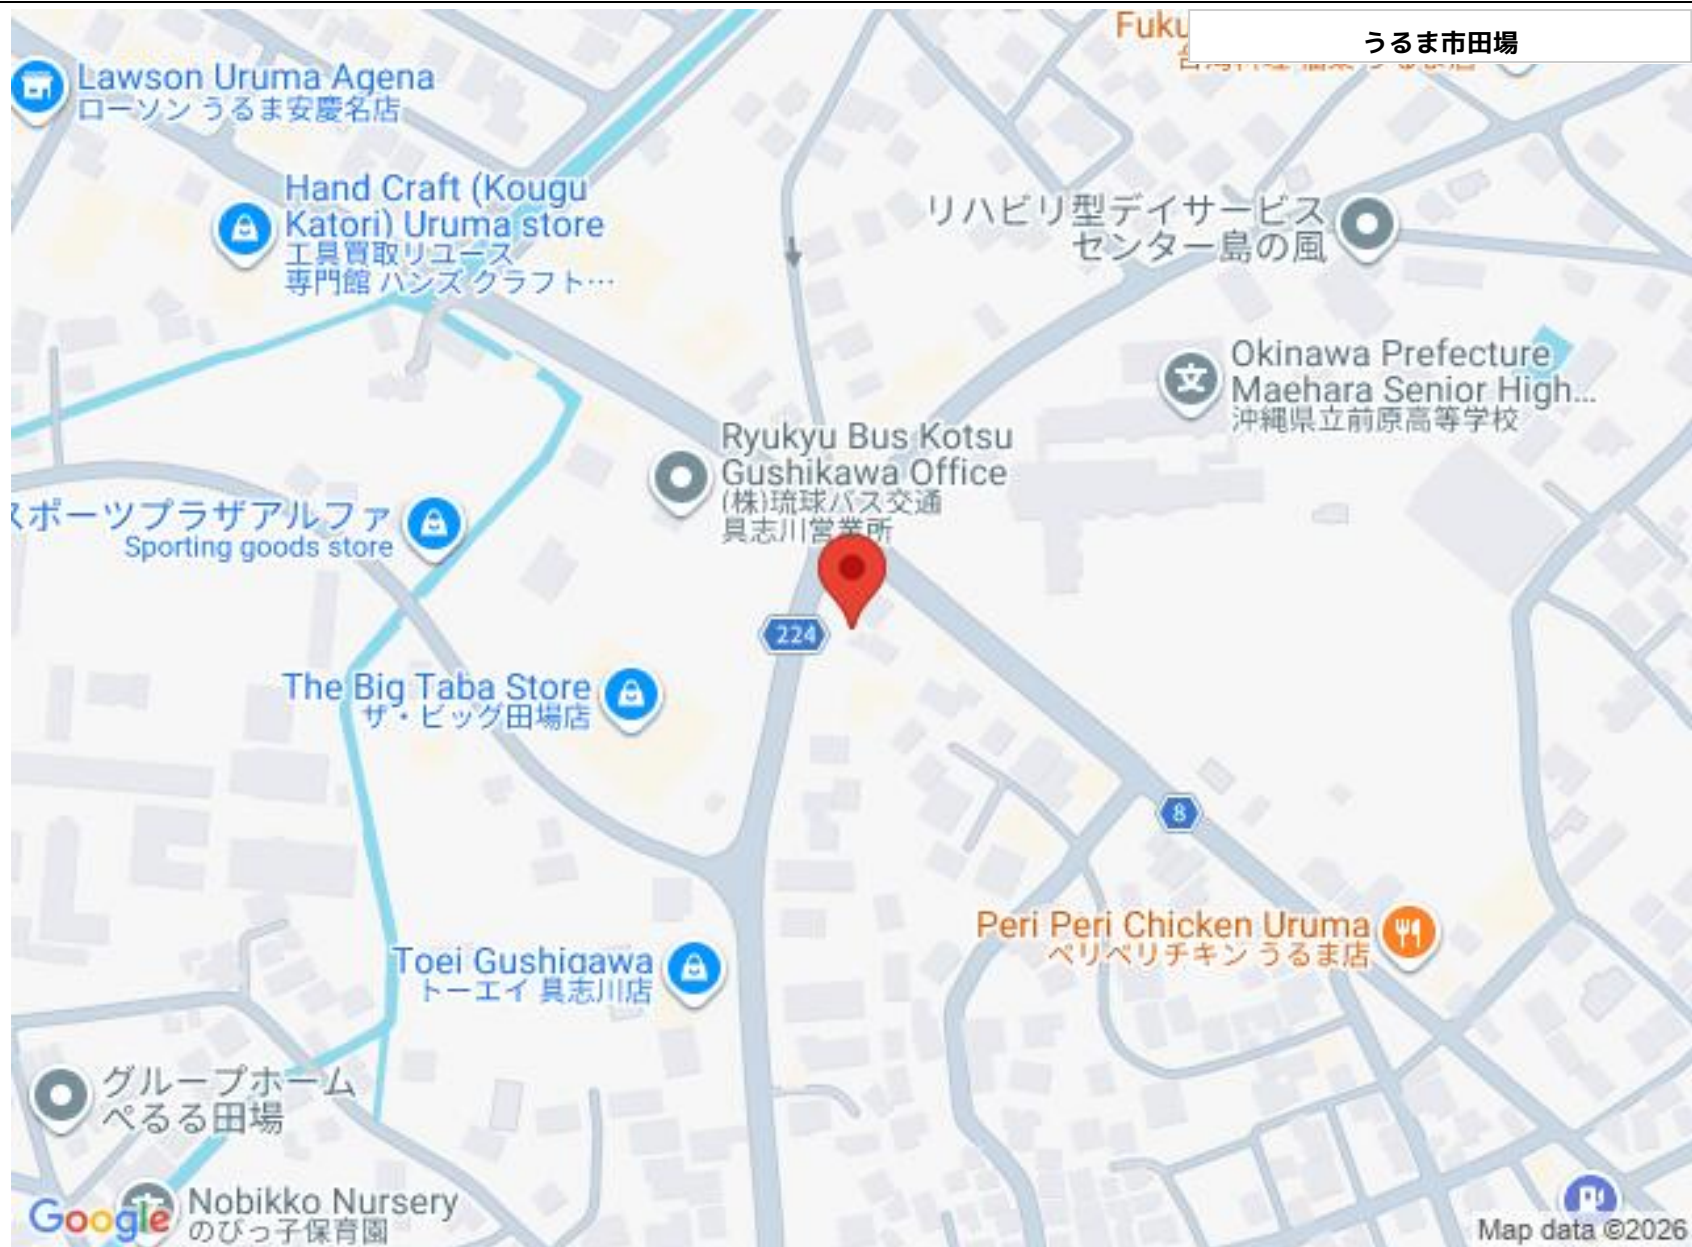 うるま市田場
Fuku
Lawson Uruma Agena
ローソン うるま安慶名店
Hand Craft (Kougu
Katori) Uruma store
工具買取リユース
専門館 ハンズ クラフト…
リハビリ型デイサービス
センター島の風
Okinawa Prefecture
Maehara Senior High...
沖縄県立前原高等学校
Ryukyu Bus Kotsu
Gushikawa Office
(株)琉球バス交通
具志川営業所
スポーツプラザアルファ
Sporting goods store
224
The Big Taba Store
ザ・ビッグ田場店
8
Peri Peri Chicken Uruma
ペリペリチキン うるま店
Toei Gushigawa
トーエイ 具志川店
グループホーム
ぺるる田場
Nobikko Nursery
のびっ子保育園
Google
Map data ©2026